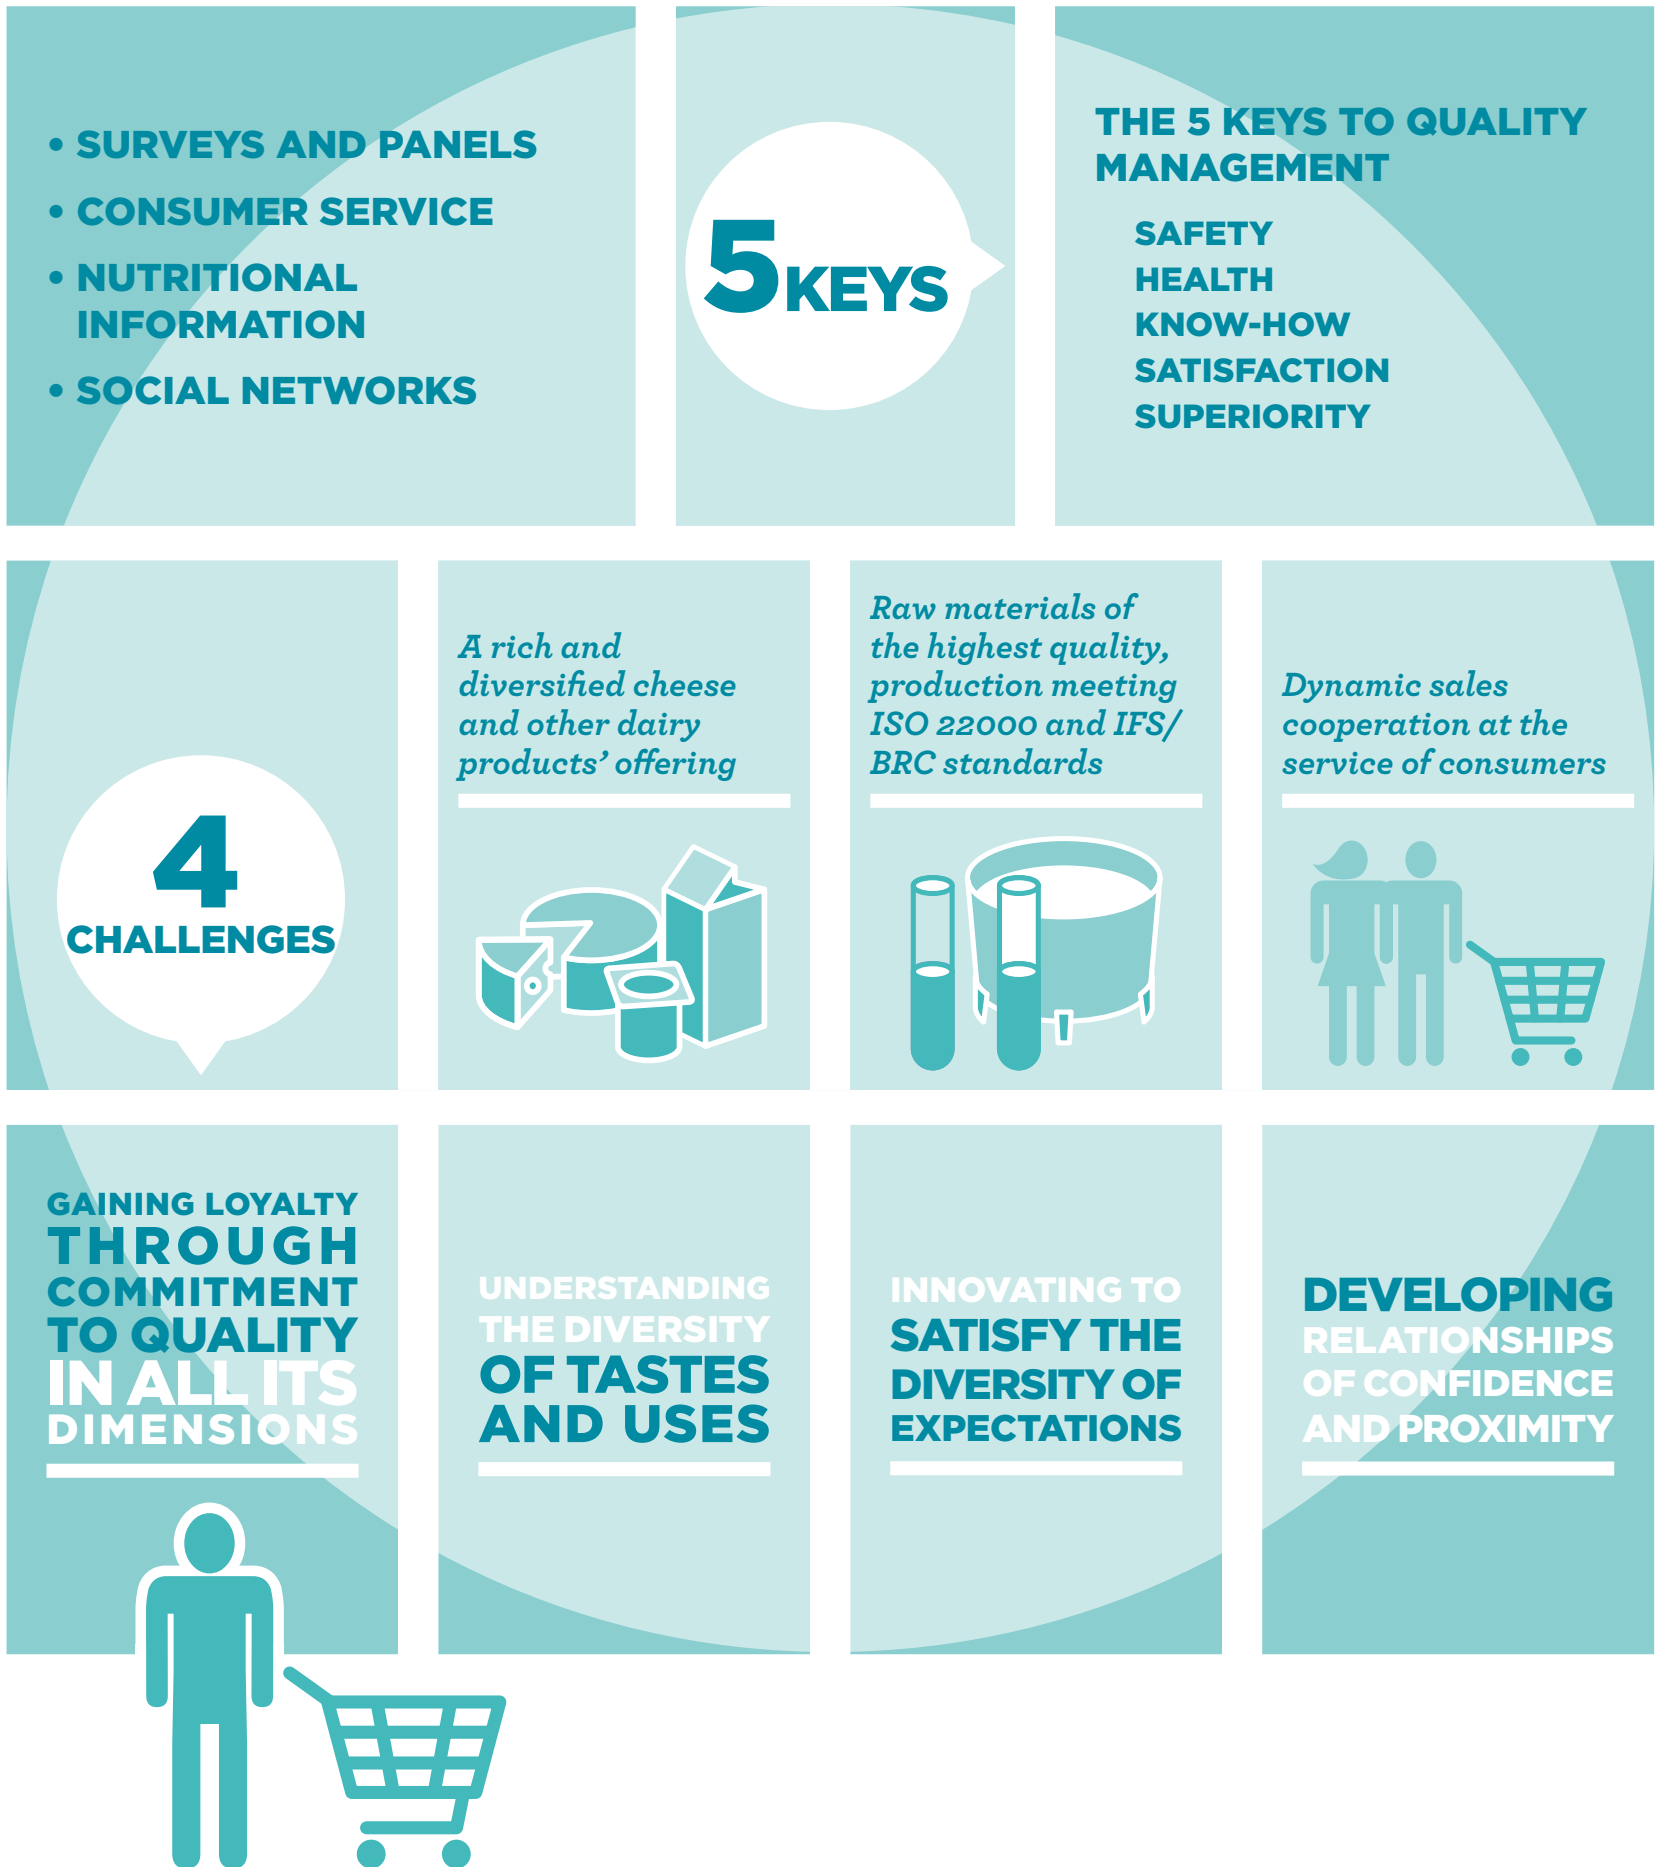 • SURVEYS AND PANELS
• CONSUMER SERVICE
• NUTRITIONAL
INFORMATION
• SOCIAL NETWORKS
5 KEYS
THE 5 KEYS TO QUALITY
MANAGEMENT
SAFETY
HEALTH
KNOW-HOW
SATISFACTION
SUPERIORITY
4
CHALLENGES
A rich and
diversified cheese
and other dairy
products’ offering
Raw materials of
the highest quality,
production meeting
ISO 22000 and IFS/
BRC standards
Dynamic sales
cooperation at the
service of consumers
GAINING LOYALTY
THROUGH
COMMITMENT
TO QUALITY
IN ALL ITS
DIMENSIONS
UNDERSTANDING
THE DIVERSITY
OF TASTES
AND USES
INNOVATING TO
SATISFY THE
DIVERSITY OF
EXPECTATIONS
DEVELOPING
RELATIONSHIPS
OF CONFIDENCE
AND PROXIMITY